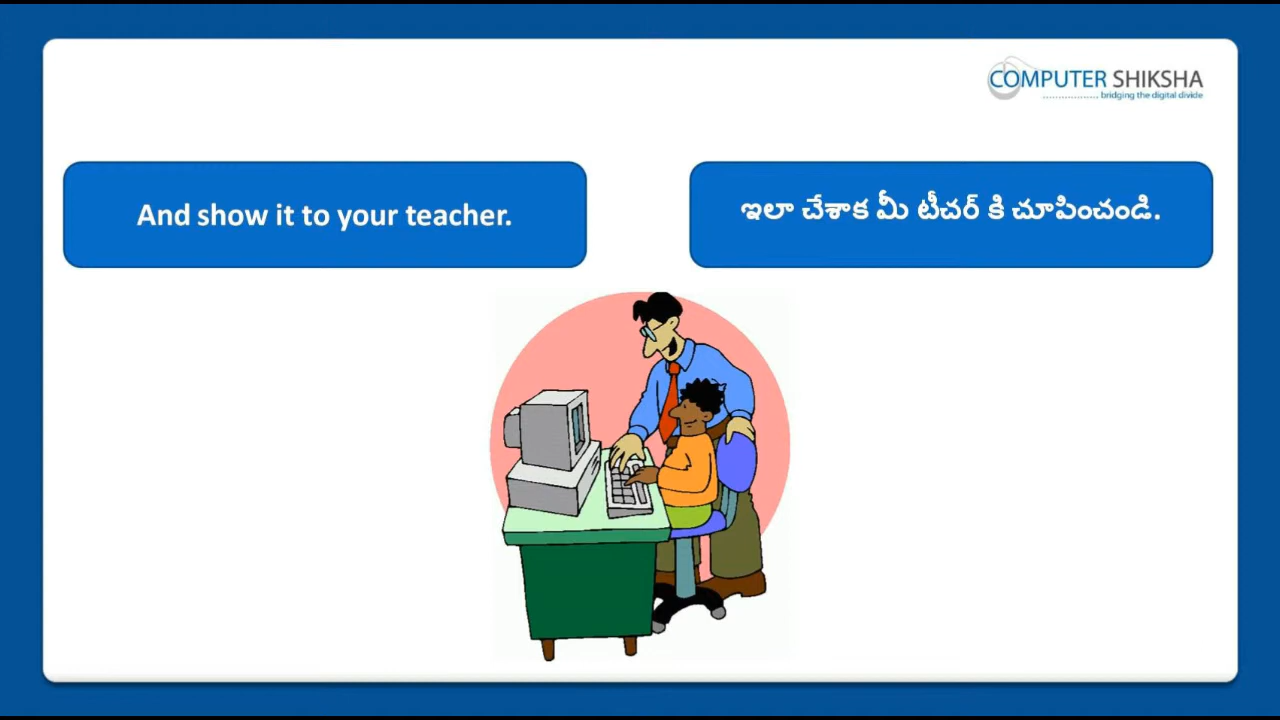 COMPUTER SHIKSHA
bridging the digital divide
And show it to your teacher.
ఇలా చేశాక మీ టీచర్ కి చూపించండి.